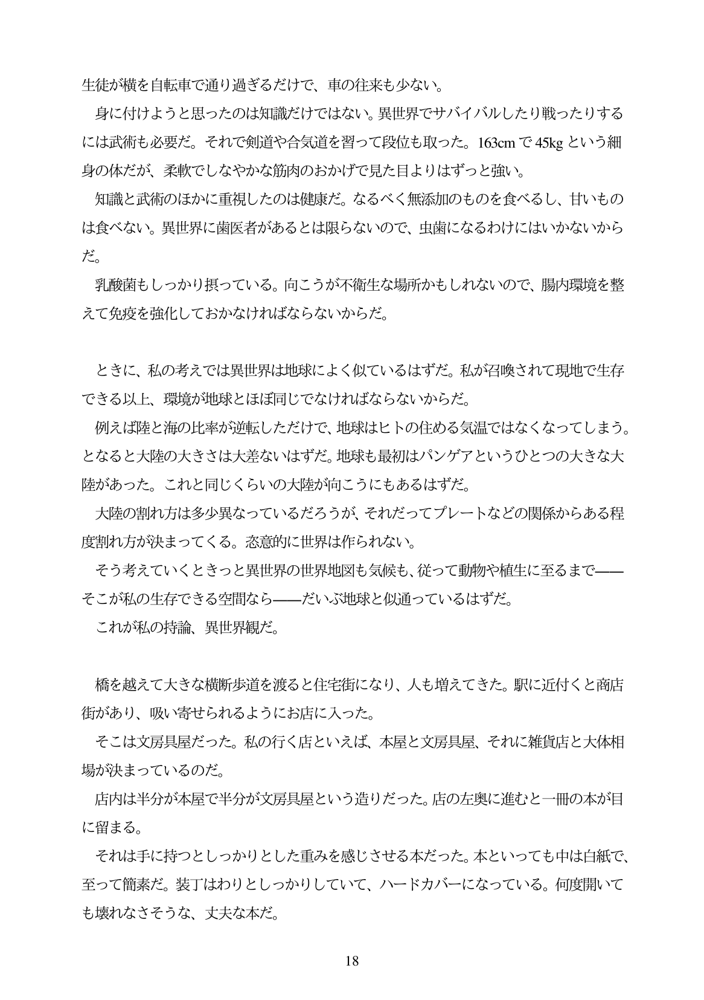 生徒が横を自転車で通り過ぎるだけで、車の往来も少ない。
　身に付けようと思ったのは知識だけではない。異世界でサバイバルしたり戦ったりする
には武術も必要だ。それで剣道や合気道を習って段位も取った。163cm で 45kg という細
身の体だが、柔軟でしなやかな筋肉のおかげで見た目よりはずっと強い。
　知識と武術のほかに重視したのは健康だ。なるべく無添加のものを食べるし、甘いもの
は食べない。異世界に歯医者があるとは限らないので、虫歯になるわけにはいかないから
だ。
　乳酸菌もしっかり摂っている。向こうが不衛生な場所かもしれないので、腸内環境を整
えて免疫を強化しておかなければならないからだ。
　ときに、私の考えでは異世界は地球によく似ているはずだ。私が召喚されて現地で生存
できる以上、環境が地球とほぼ同じでなければならないからだ。
　例えば陸と海の比率が逆転しただけで、地球はヒトの住める気温ではなくなってしまう。
となると大陸の大きさは大差ないはずだ。地球も最初はパンゲアというひとつの大きな大
陸があった。これと同じくらいの大陸が向こうにもあるはずだ。
　大陸の割れ方は多少異なっているだろうが、それだってプレートなどの関係からある程
度割れ方が決まってくる。恣意的に世界は作られない。
　そう考えていくときっと異世界の世界地図も気候も、従って動物や植生に至るまで――
そこが私の生存できる空間なら――だいぶ地球と似通っているはずだ。
　これが私の持論、異世界観だ。
　橋を越えて大きな横断歩道を渡ると住宅街になり、人も増えてきた。駅に近付くと商店
街があり、吸い寄せられるようにお店に入った。
　そこは文房具屋だった。私の行く店といえば、本屋と文房具屋、それに雑貨店と大体相
場が決まっているのだ。
　店内は半分が本屋で半分が文房具屋という造りだった。店の左奥に進むと一冊の本が目
に留まる。
　それは手に持つとしっかりとした重みを感じさせる本だった。本といっても中は白紙で、
至って簡素だ。装丁はわりとしっかりしていて、ハードカバーになっている。何度開いて
も壊れなさそうな、丈夫な本だ。
18